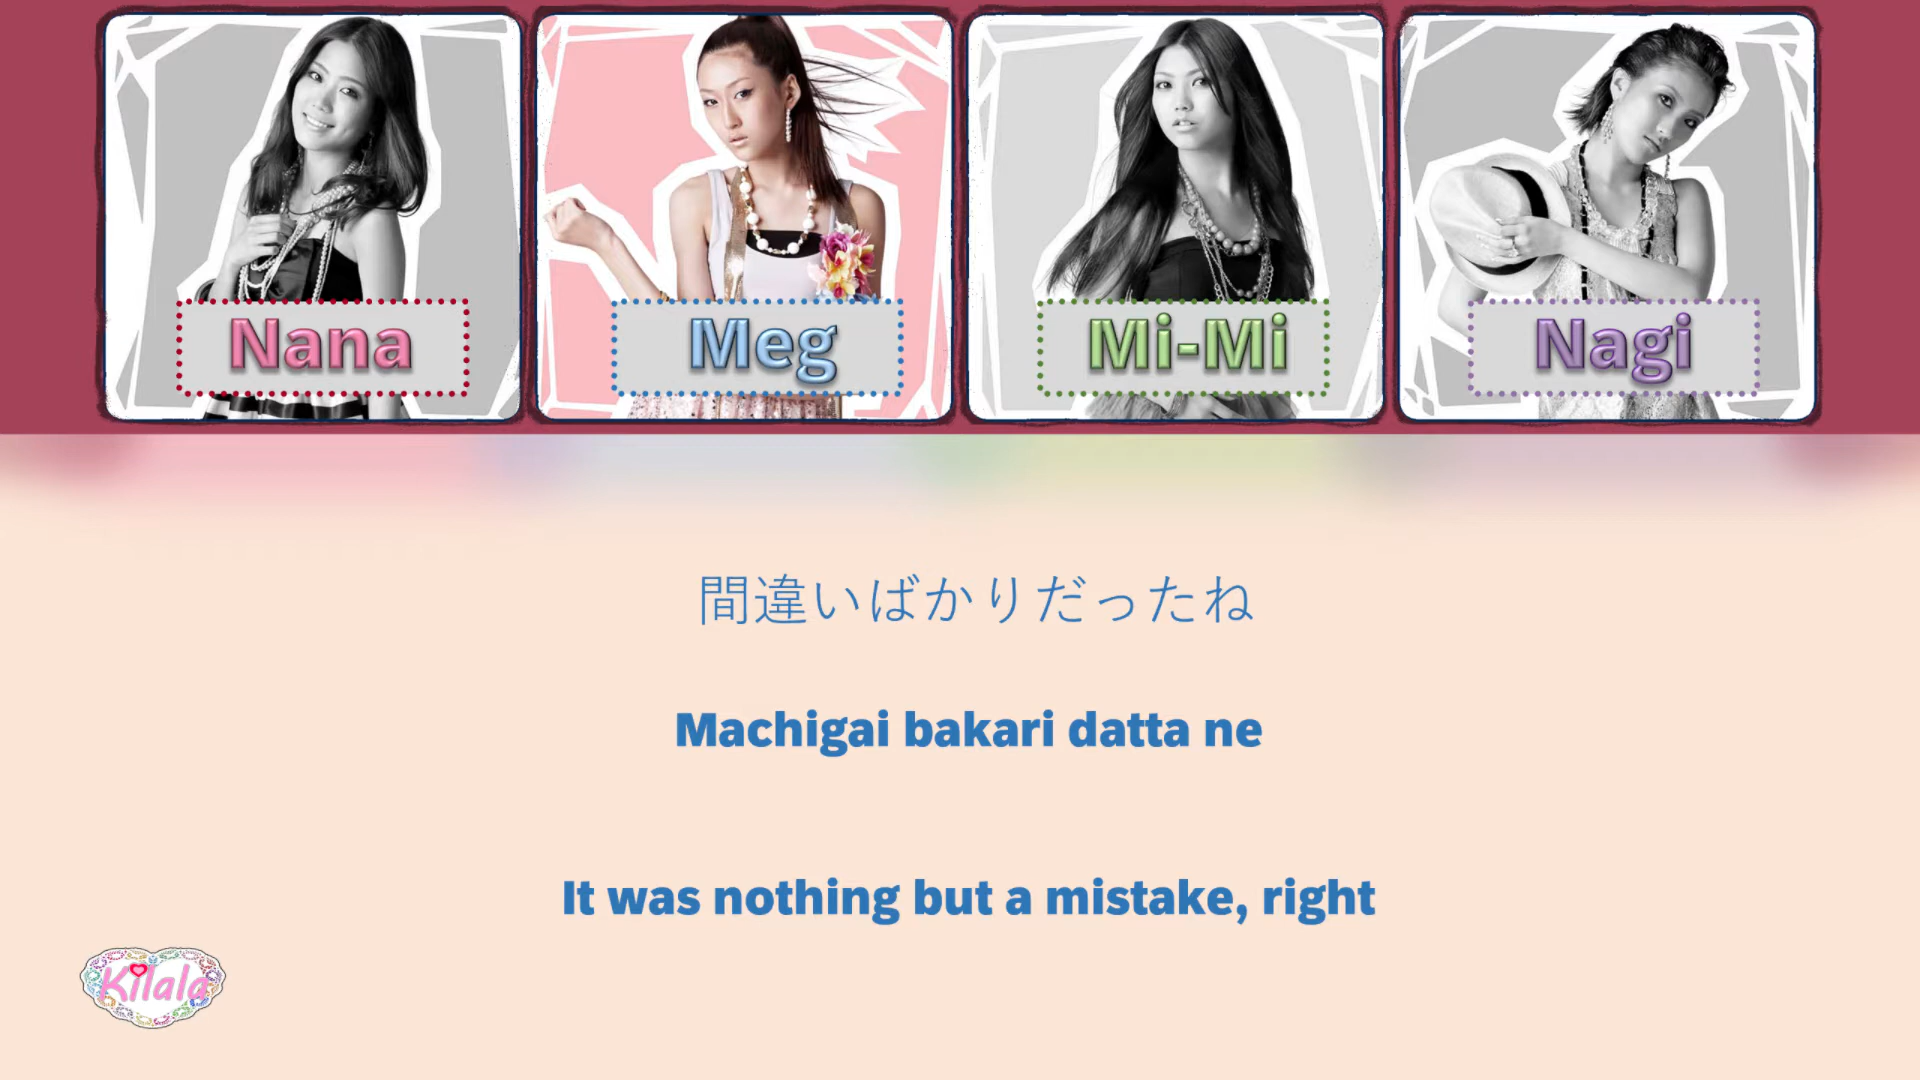 Nana
Meg
Mi-Mi
Nagi
間違いばかりだったね
Machigai bakari datta ne
It was nothing but a mistake, right
Kilala